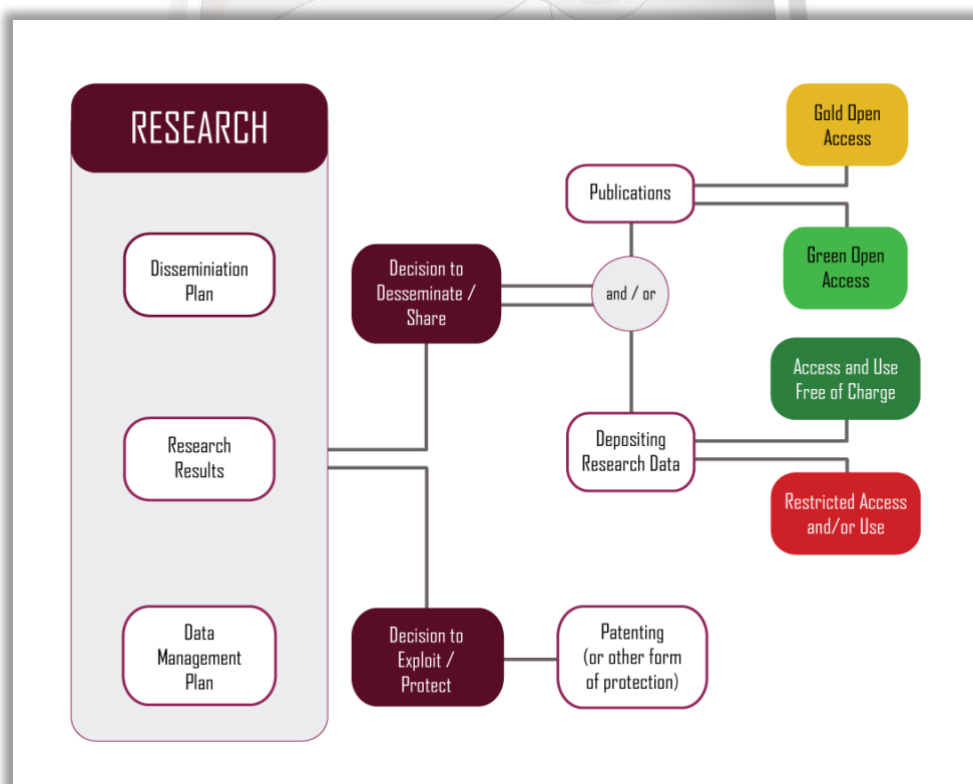 RESEARCH
Disseminiation
Plan
Research
Results
Data
Management
Plan
Decision to
Desseminate /
Share
Decision to
Exploit /
Protect
and / or
Publications
Depositing
Research Data
Patenting
(or other form
of protection)
Gold Open
Access
Green Open
Access
Access and Use
Free of Charge
Restricted Access
and/or Use